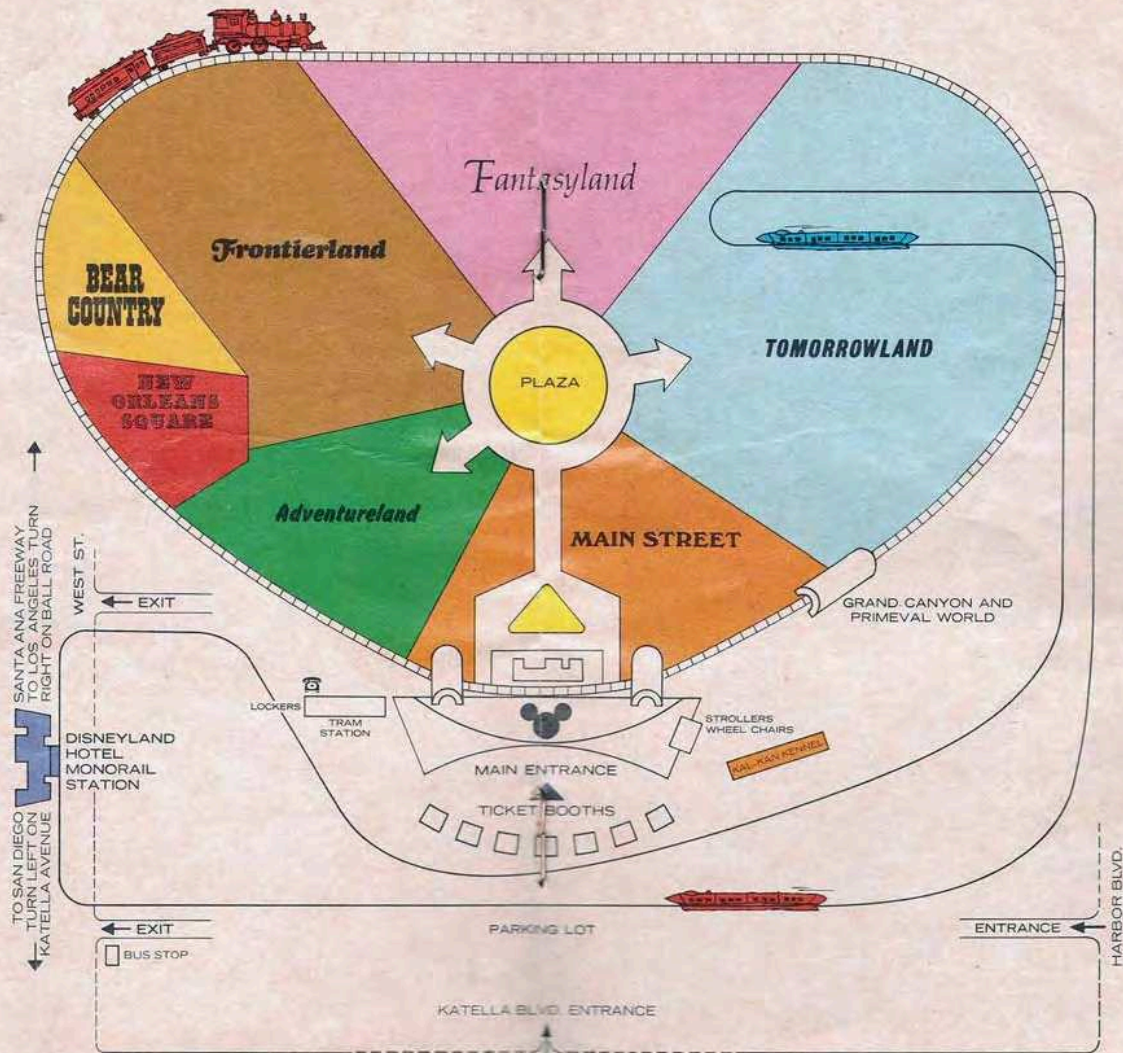 Fantasyland
Frontierland
BEAR
COUNTRY
TOMORROWLAND
PLAZA
NEW
ORLEANS
SQUARE
Adventureland
MAIN STREET
SANTA ANA FREEWAY
TO LOS ANGELES TURN
RIGHT ON BALL ROAD
WEST ST.
EXIT
GRAND CANYON AND
PRIMEVAL WORLD
LOCKERS
TRAM
STATION
STROLLERS
WHEEL CHAIRS
DISNEYLAND
HOTEL
MONORAIL
STATION
MAIN ENTRANCE
KAL-KAN KENNEL
TICKET BOOTHS
TO SAN DIEGO
TURN LEFT ON
KATELLA AVENUE
EXIT
PARKING LOT
ENTRANCE
HARBOR BLVD.
BUS STOP
KATELLA BLVD. ENTRANCE